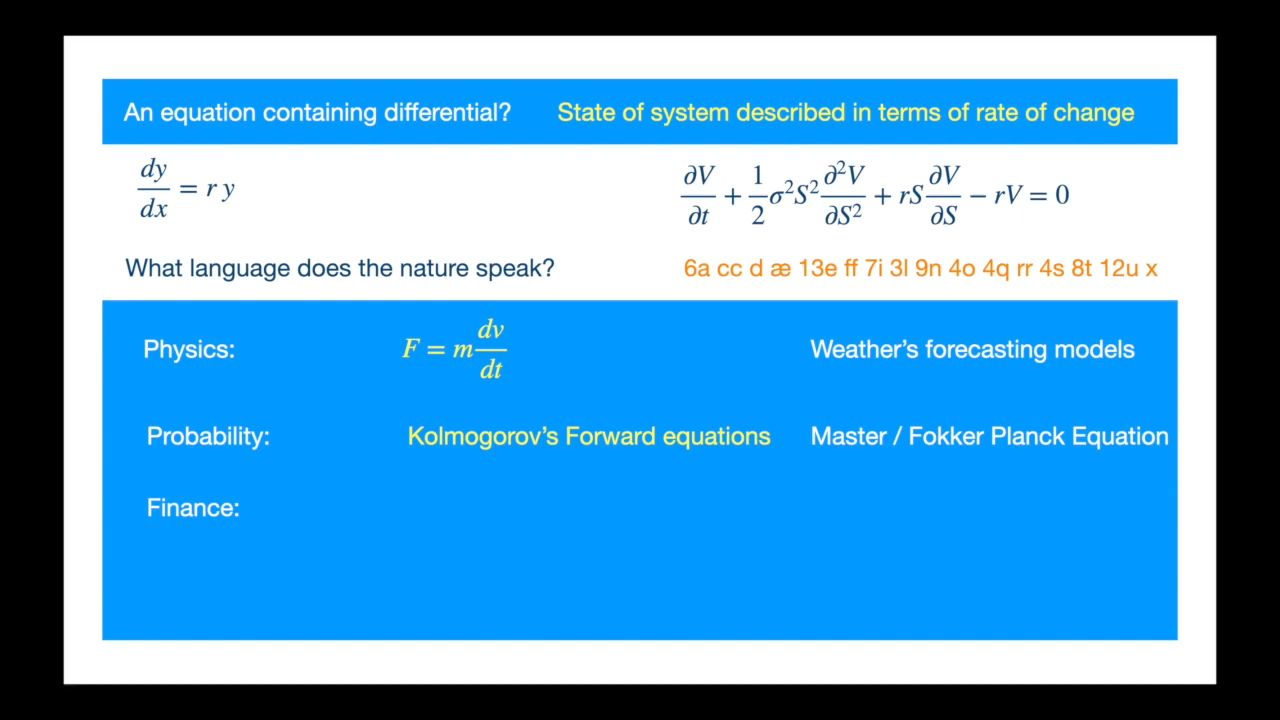 An equation containing differential? State of system described in terms of rate of change
dy/dx = r y
∂V/∂t + 1/2 σ²S² ∂²V/∂S² + rS ∂V/∂S − rV = 0
What language does the nature speak? 6a cc d æ 13e ff 7i 3l 9n 4o 4q rr 4s 8t 12u x
Physics: F = m dv/dt Weather’s forecasting models
Probability: Kolmogorov’s Forward equations Master / Fokker Planck Equation
Finance: